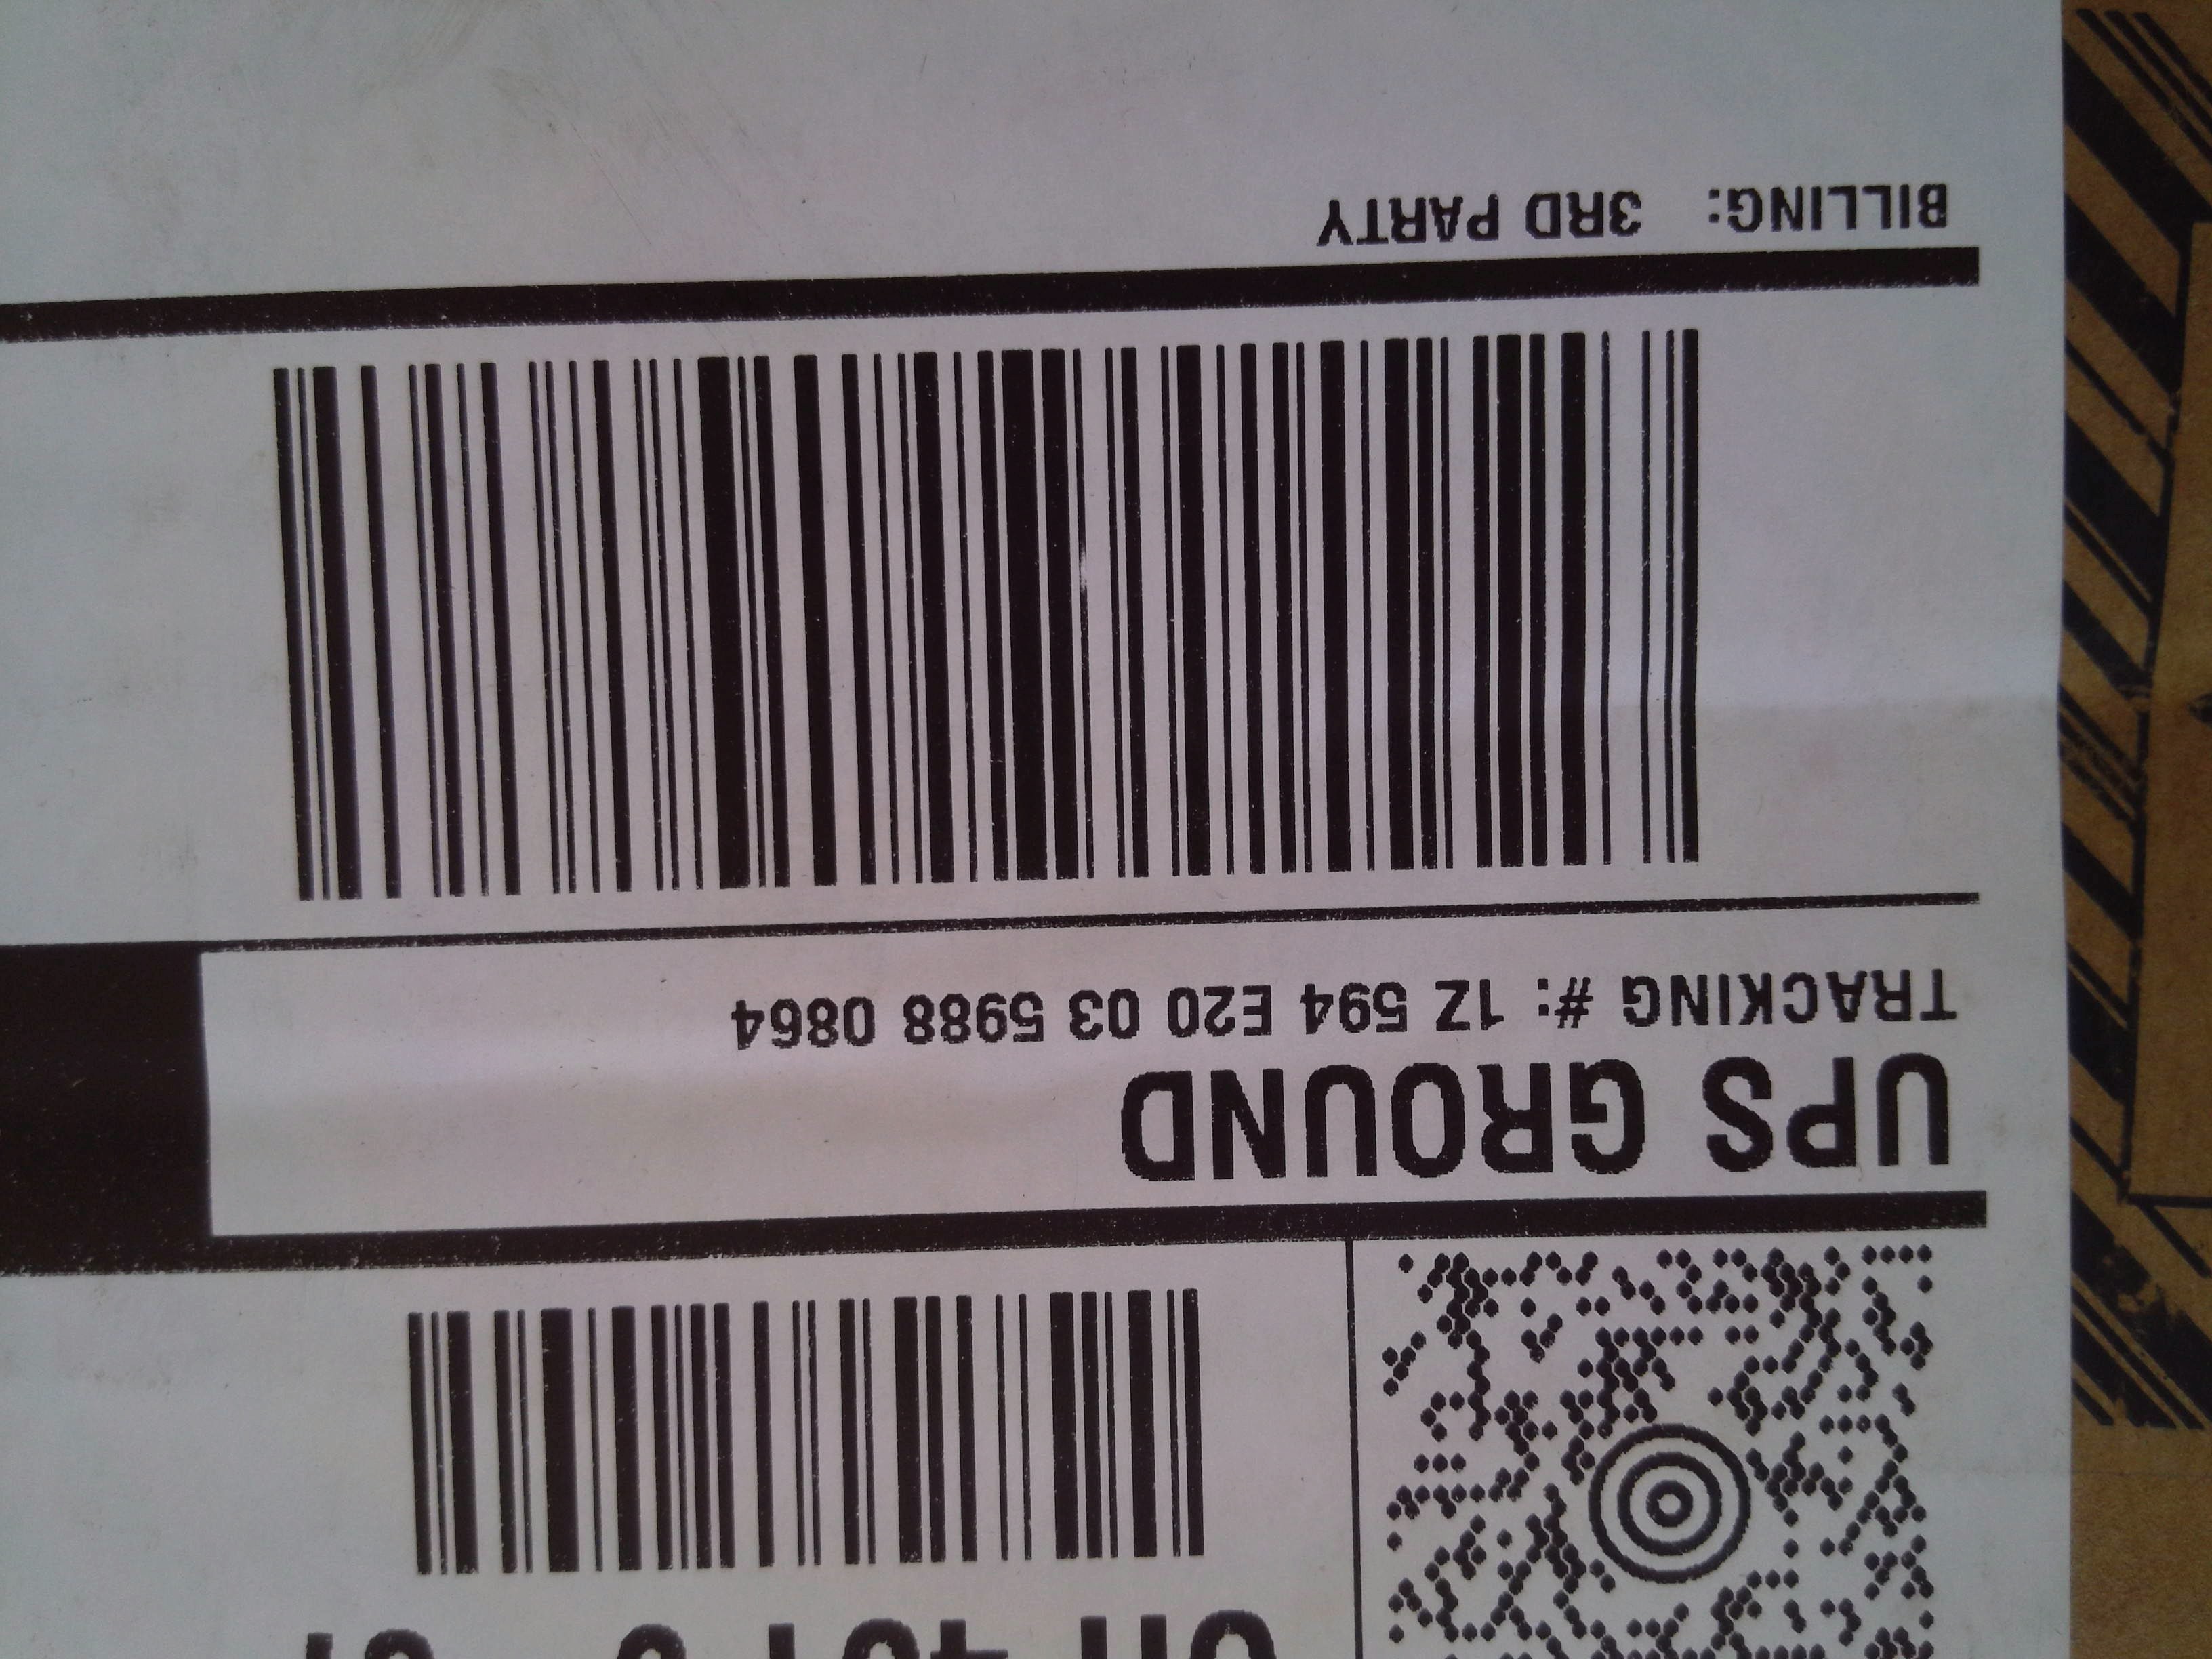 UPS GROUND
TRACKING #: 1Z 594 E20 03 5988 0864
BILLING: 3RD PARTY